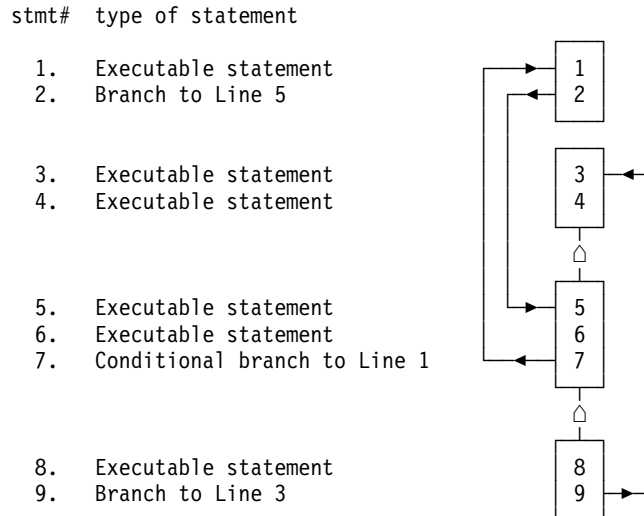 stmt# type of statement
1. Executable statement 1
2. Branch to Line 5 2
3. Executable statement 3
4. Executable statement 4
5. Executable statement 5
6. Executable statement 6
7. Conditional branch to Line 1 7
8. Executable statement 8
9. Branch to Line 3 9